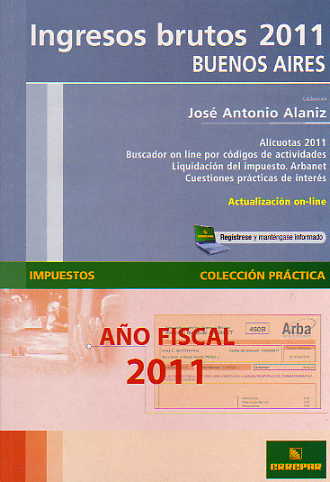 Ingresos brutos 2011
BUENOS AIRES
José Antonio Alaniz
Alícuotas 2011
Buscador on line por códigos de actividades
Liquidación del impuesto. Arbanet
Cuestiones prácticas de interés
Actualización on-line
Regístrese y manténgase informado
IMPUESTOS
COLECCIÓN PRÁCTICA
450B
Arba
AÑO FISCAL
2011
ERREPAR